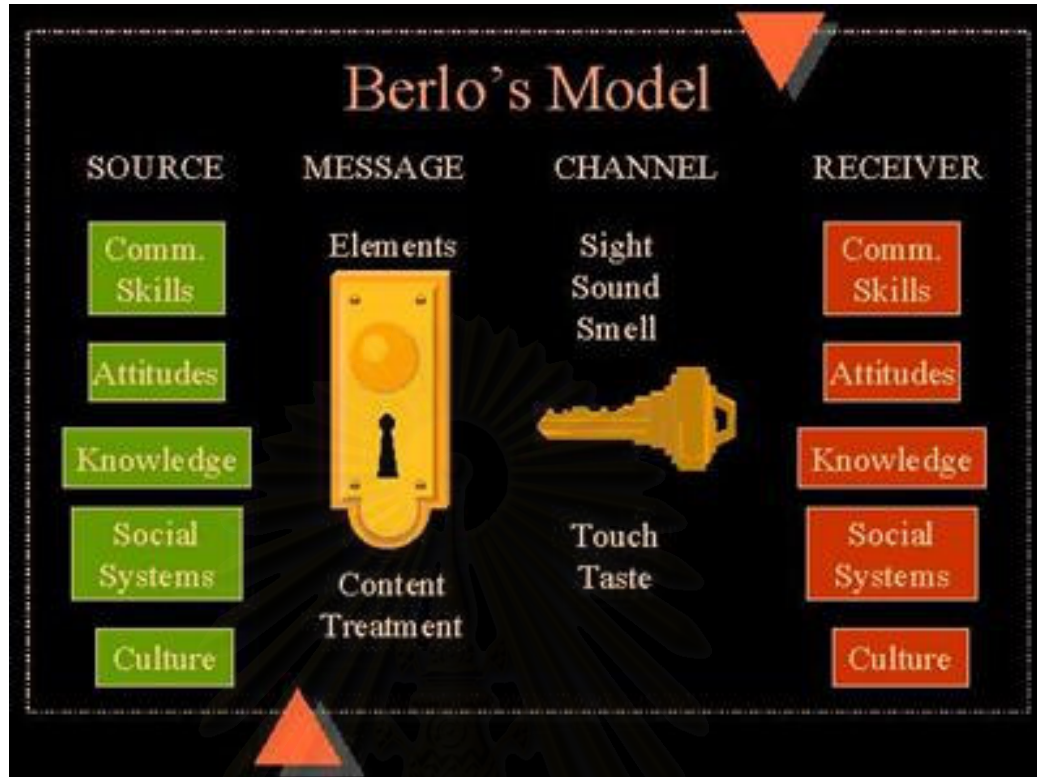 Berlo's Model
SOURCE
MESSAGE
CHANNEL
RECEIVER
Comm.
Skills
Attitudes
Knowledge
Social
Systems
Culture
Elements
Content
Treatment
Sight
Sound
Smell
Touch
Taste
Comm.
Skills
Attitudes
Knowledge
Social
Systems
Culture